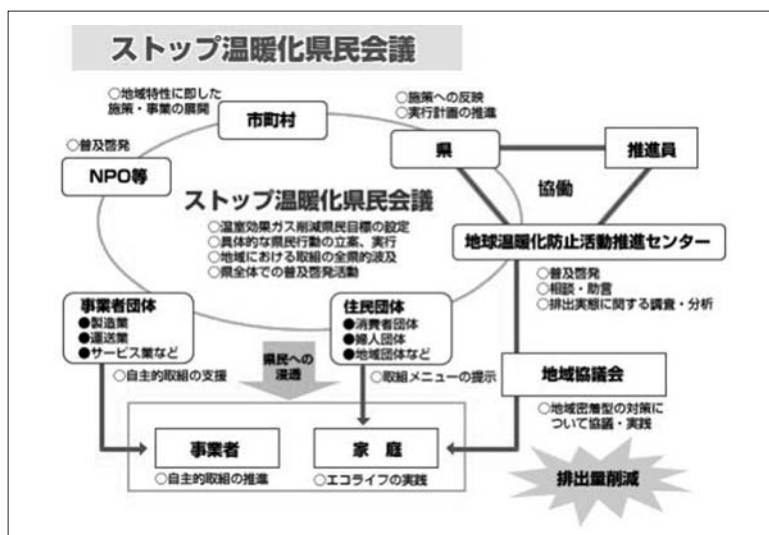 ストップ温暖化県民会議
○地域特性に即した
施策・事業の展開
市町村
○施策への反映
○実行計画の推進
県
推進員
○普及啓発
NPO等
協働
ストップ温暖化県民会議
○温室効果ガス削減県民目標の設定
○具体的な県民行動の立案、実行
○地域における取組の全県的波及
○県全体での普及啓発活動
地球温暖化防止活動推進センター
○普及啓発
○相談・助言
○排出実態に関する調査・分析
事業者団体
●製造業
●運送業
●サービス業など
住民団体
●消費者団体
●婦人団体
●地域団体など
県民への
浸透
○自主的取組の支援
○取組メニューの提示
地域協議会
○地域密着型の対策に
ついて協議・実践
事業者
家庭
○自主的取組の推進
○エコライフの実践
排出量削減